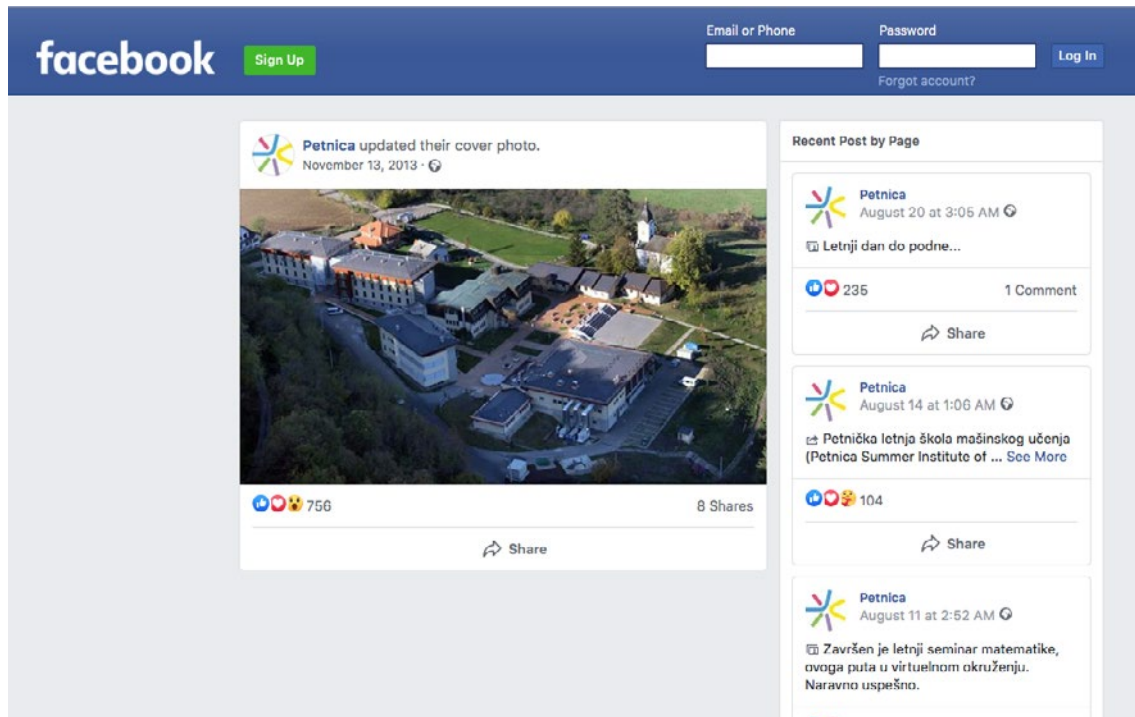 facebook
Sign Up
Email or Phone
Password
Log In
Forgot account?
Petnica updated their cover photo.
November 13, 2013 ·
756
8 Shares
Share
Recent Post by Page
Petnica
August 20 at 3:05 AM
Letnji dan do podne...
235
1 Comment
Share
Petnica
August 14 at 1:06 AM
Petnička letnja škola mašinskog učenja
(Petnica Summer Institute of ... See More
104
Share
Petnica
August 11 at 2:52 AM
Završen je letnji seminar matematike,
ovoga puta u virtuelnom okruženju.
Naravno uspešno.